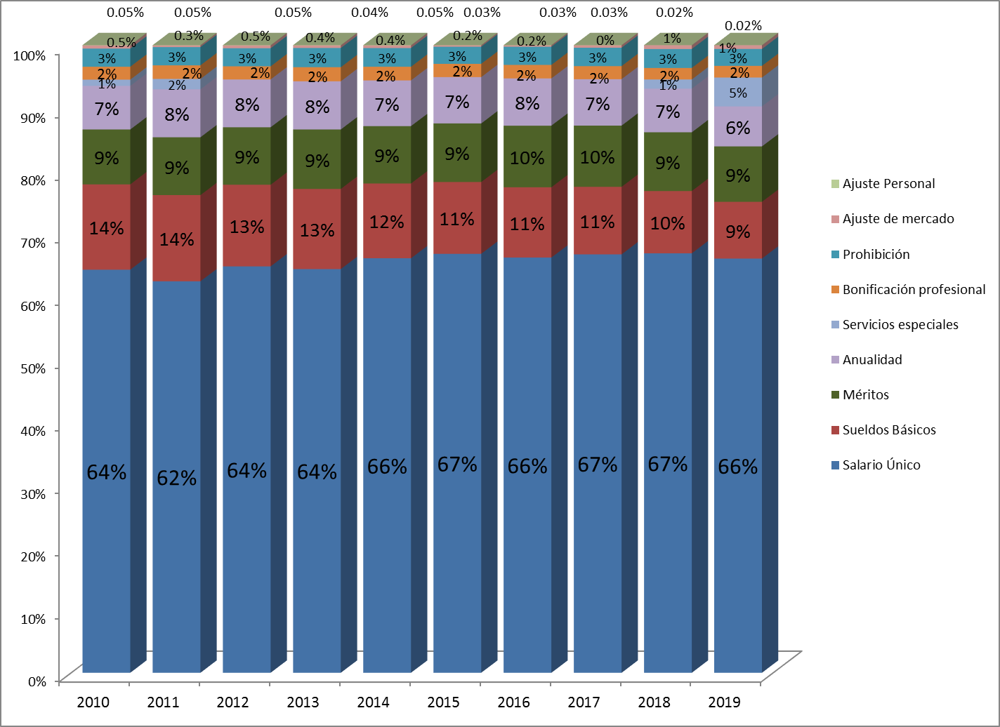 0.05% 0.05% 0.05% 0.04% 0.05% 0.03% 0.03% 0.03% 0.02% 0.02%
0.5% 0.3% 0.5% 0.4% 0.4% 0.2% 0.2% 0% 1% 1%
3% 3% 3% 3% 3% 3% 3% 3% 3% 3%
2% 2% 2% 2% 2% 2% 2% 2% 2% 2%
1% 2% 1% 5%
7% 8% 8% 8% 7% 7% 8% 7% 7% 6%
9% 9% 9% 9% 9% 9% 10% 10% 9% 9%
14% 14% 13% 13% 12% 11% 11% 11% 10% 9%
64% 62% 64% 64% 66% 67% 66% 67% 67% 66%
100%
90%
80%
70%
60%
50%
40%
30%
20%
10%
0%
2010 2011 2012 2013 2014 2015 2016 2017 2018 2019
Ajuste Personal
Ajuste de mercado
Prohibición
Bonificación profesional
Servicios especiales
Anualidad
Méritos
Sueldos Básicos
Salario Único